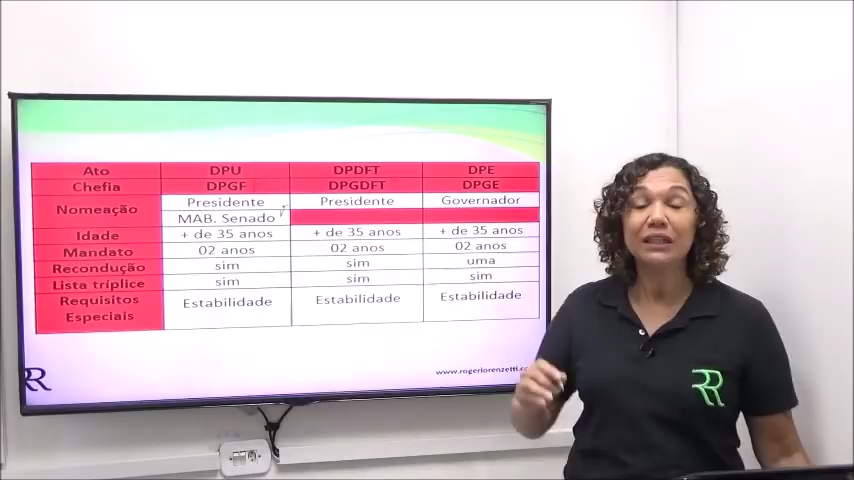 Ato DPU DPDFT DPE
Chefia DPGF DPGDFT DPGE
Nomeação Presidente Presidente Governador
MAB. Senado
Idade + de 35 anos + de 35 anos + de 35 anos
Mandato 02 anos 02 anos 02 anos
Recondução sim sim uma
Lista tríplice sim sim sim
Requisitos Especiais Estabilidade Estabilidade Estabilidade
RR
www.rogeriorenzetti.c
RR